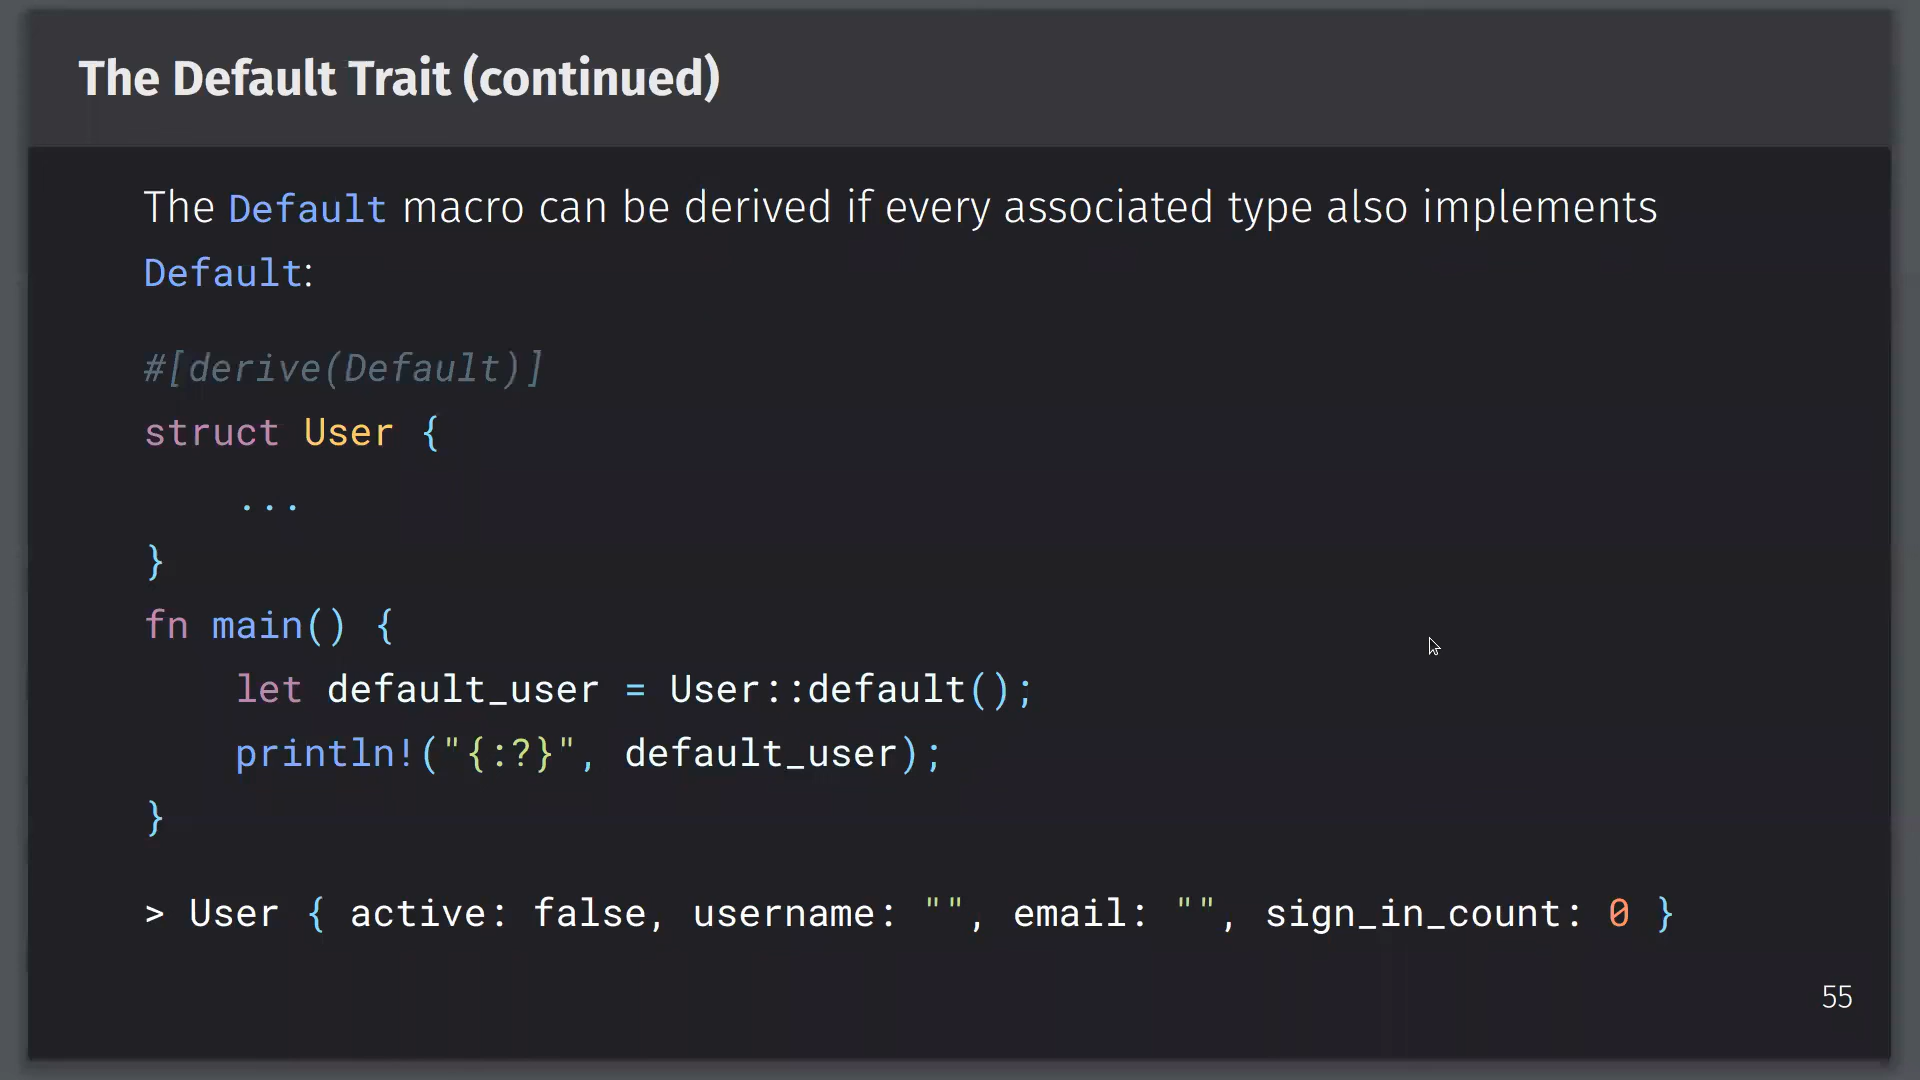 The Default Trait (continued)
The Default macro can be derived if every associated type also implements
Default:
#[derive(Default)]
struct User {
    ...
}
fn main() {
    let default_user = User::default();
    println!("{:?}", default_user);
}
> User { active: false, username: "", email: "", sign_in_count: 0 }
55